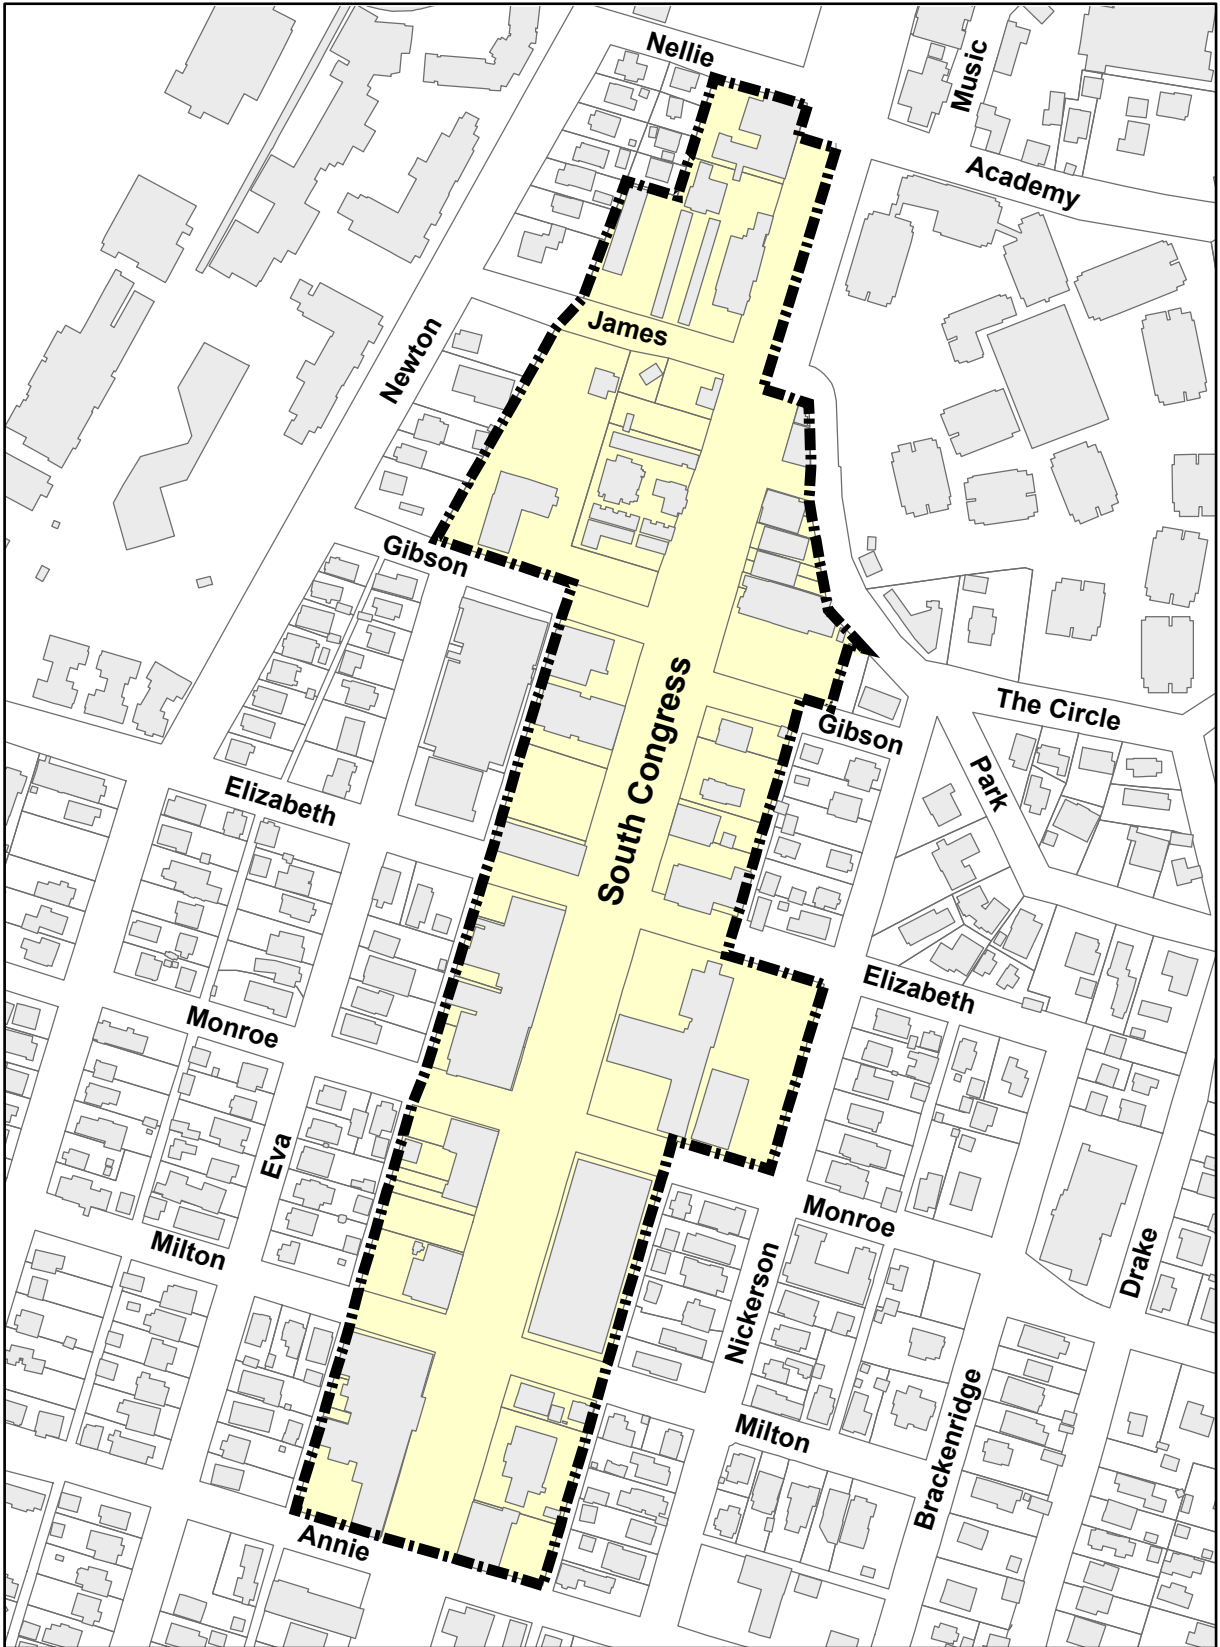 Nellie
Music
Academy
James
Newton
Gibson
South Congress
The Circle
Gibson
Park
Elizabeth
Elizabeth
Monroe
Eva
Monroe
Milton
Nickerson
Drake
Brackenridge
Milton
Annie